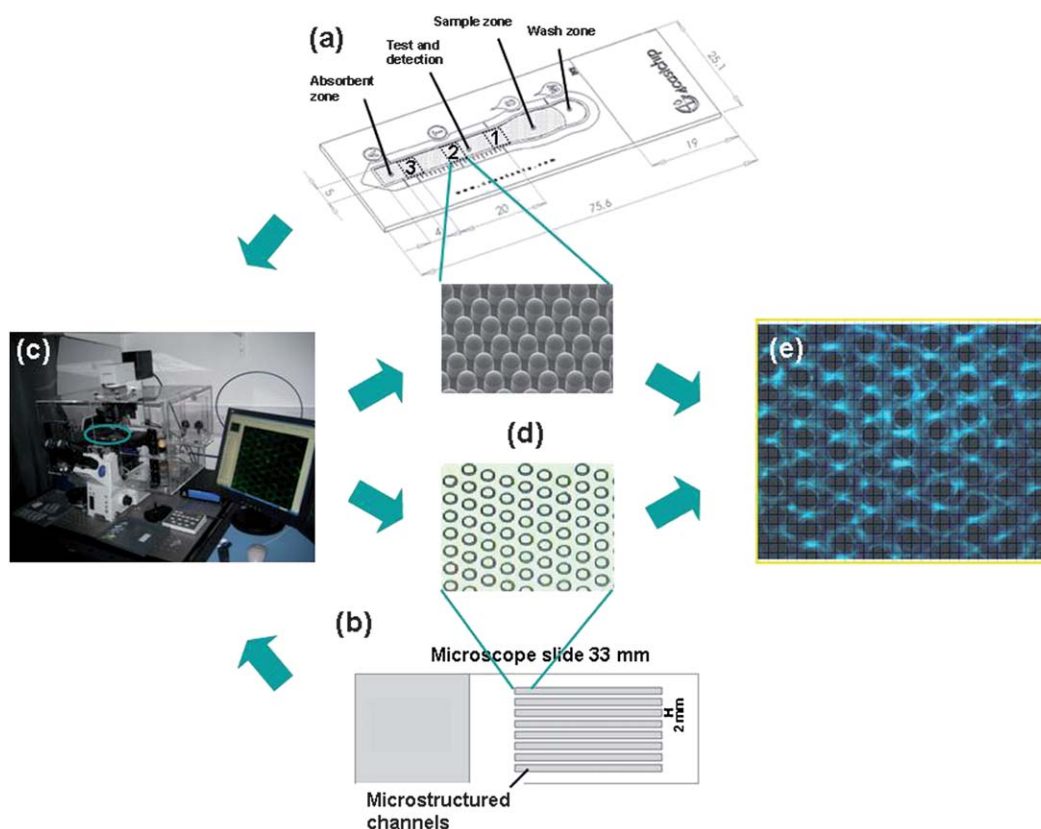 (a)
Sample zone
Wash zone
Test and
detection
Absorbent
zone
4castchip
25,1
19
75,6
20
4
5
1
2
3
(c)
(d)
(e)
(b)
Microscope slide 33 mm
2 mm
Microstructured
channels